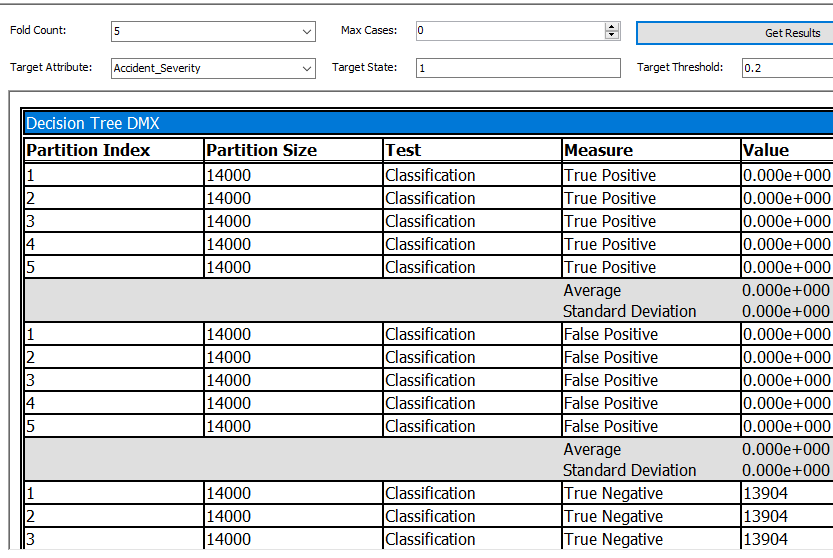 Fold Count: 5 Max Cases: 0 Get Results
Target Attribute: Accident_Severity Target State: 1 Target Threshold: 0.2
Decision Tree DMX
Partition Index Partition Size Test Measure Value
1 14000 Classification True Positive 0.000e+000
2 14000 Classification True Positive 0.000e+000
3 14000 Classification True Positive 0.000e+000
4 14000 Classification True Positive 0.000e+000
5 14000 Classification True Positive 0.000e+000
Average 0.000e+000
Standard Deviation 0.000e+000
1 14000 Classification False Positive 0.000e+000
2 14000 Classification False Positive 0.000e+000
3 14000 Classification False Positive 0.000e+000
4 14000 Classification False Positive 0.000e+000
5 14000 Classification False Positive 0.000e+000
Average 0.000e+000
Standard Deviation 0.000e+000
1 14000 Classification True Negative 13904
2 14000 Classification True Negative 13904
3 14000 Classification True Negative 13904